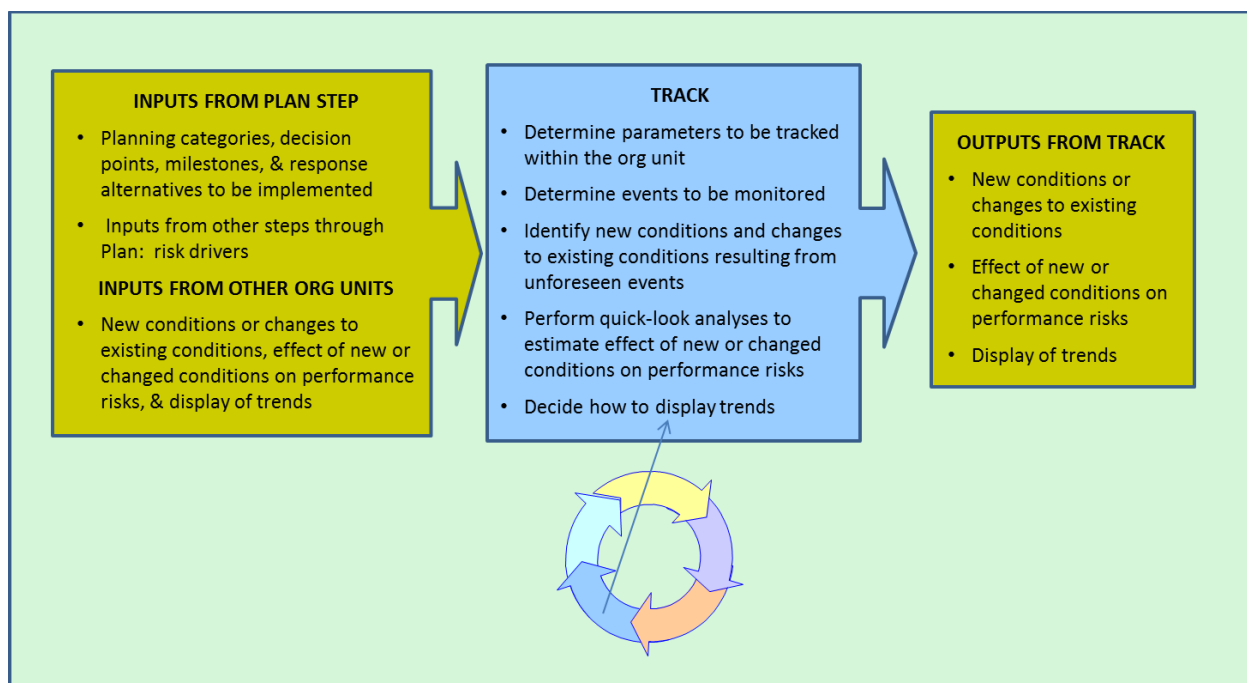 INPUTS FROM PLAN STEP
• Planning categories, decision
points, milestones, & response
alternatives to be implemented
• Inputs from other steps through
Plan: risk drivers
INPUTS FROM OTHER ORG UNITS
• New conditions or changes to
existing conditions, effect of new or
changed conditions on performance
risks, & display of trends
TRACK
• Determine parameters to be tracked
within the org unit
• Determine events to be monitored
• Identify new conditions and changes
to existing conditions resulting from
unforeseen events
• Perform quick-look analyses to
estimate effect of new or changed
conditions on performance risks
• Decide how to display trends
OUTPUTS FROM TRACK
• New conditions or
changes to existing
conditions
• Effect of new or
changed conditions on
performance risks
• Display of trends